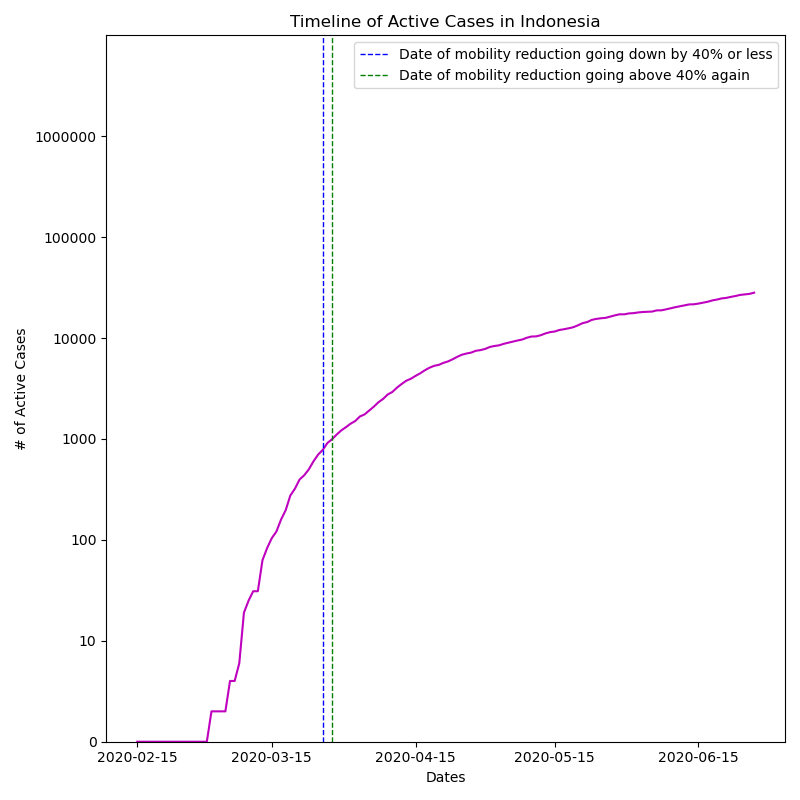 Timeline of Active Cases in Indonesia
Date of mobility reduction going down by 40% or less
Date of mobility reduction going above 40% again
1000000
100000
10000
1000
100
10
0
# of Active Cases
2020-02-15
2020-03-15
2020-04-15
2020-05-15
2020-06-15
Dates